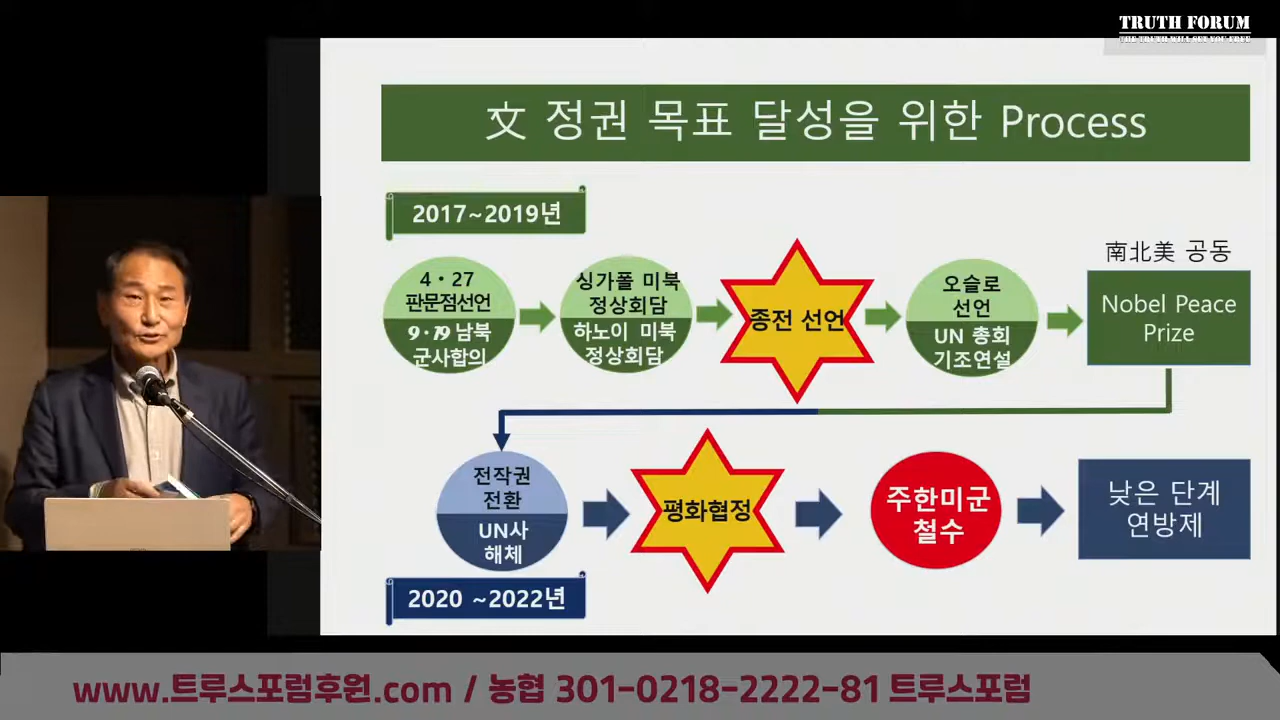 TRUTH FORUM
THE TRUTH WILL SET YOU FREE
文 정권 목표 달성을 위한 Process
2017~2019년
4・27
판문점선언
9・19 남북
군사합의
싱가폴 미북
정상회담
하노이 미북
정상회담
종전 선언
오슬로
선언
UN 총회
기조연설
南北美 공동
Nobel Peace
Prize
전작권
전환
UN사
해체
평화협정
주한미군
철수
낮은 단계
연방제
2020 ~2022년
www.트루스포럼후원.com / 농협 301-0218-2222-81 트루스포럼